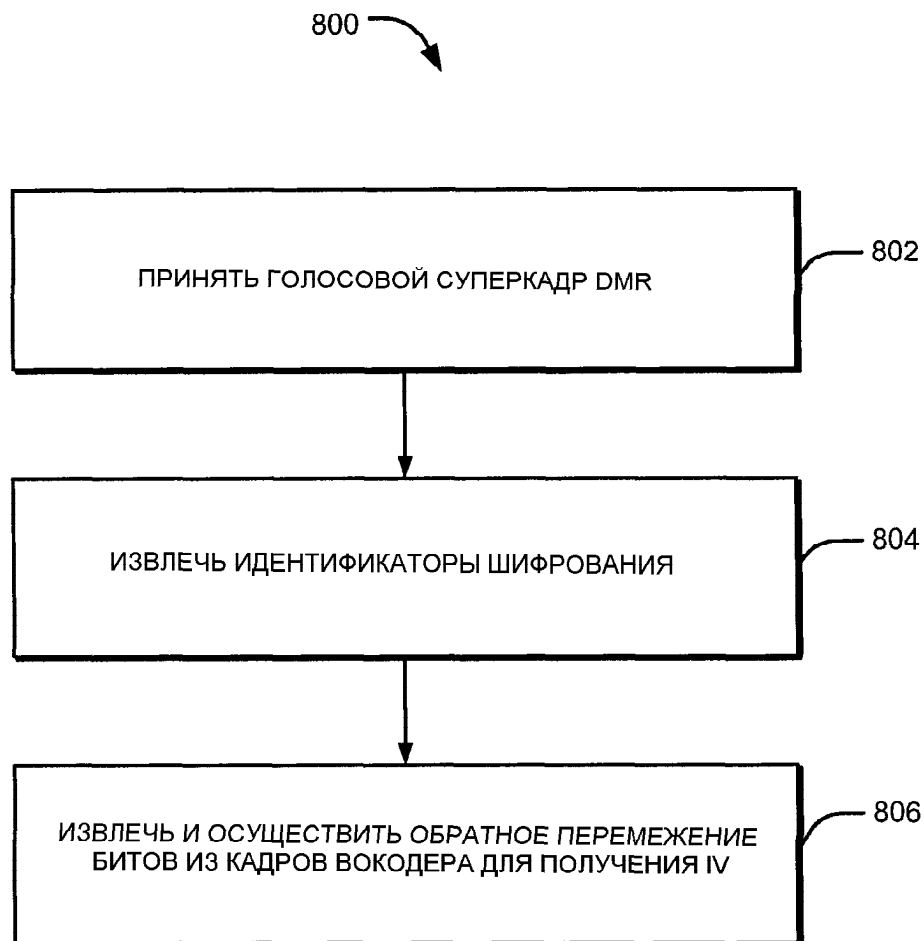 800
ПРИНЯТЬ ГОЛОСОВОЙ СУПЕРКАДР DMR
802
ИЗВЛЕЧЬ ИДЕНТИФИКАТОРЫ ШИФРОВАНИЯ
804
ИЗВЛЕЧЬ И ОСУЩЕСТВИТЬ ОБРАТНОЕ ПЕРЕМЕЖЕНИЕ
БИТОВ ИЗ КАДРОВ ВОКОДЕРА ДЛЯ ПОЛУЧЕНИЯ IV
806